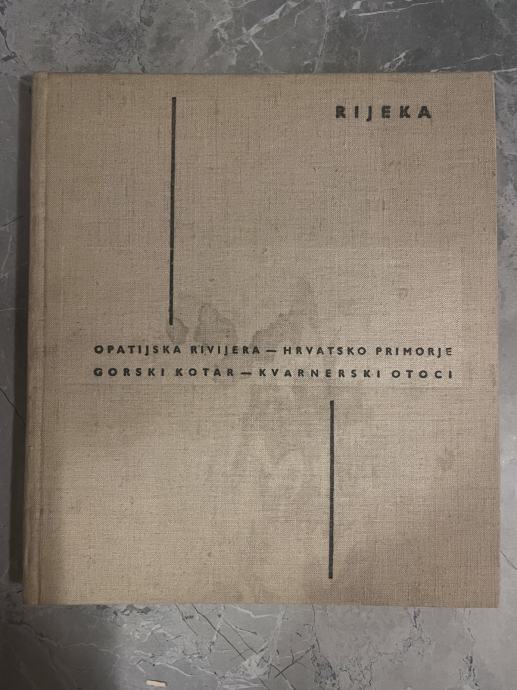 RIJEKA
OPATIJSKA RIVIJERA — HRVATSKO PRIMORJE
GORSKI KOTAR — KVARNERSKI OTOCI